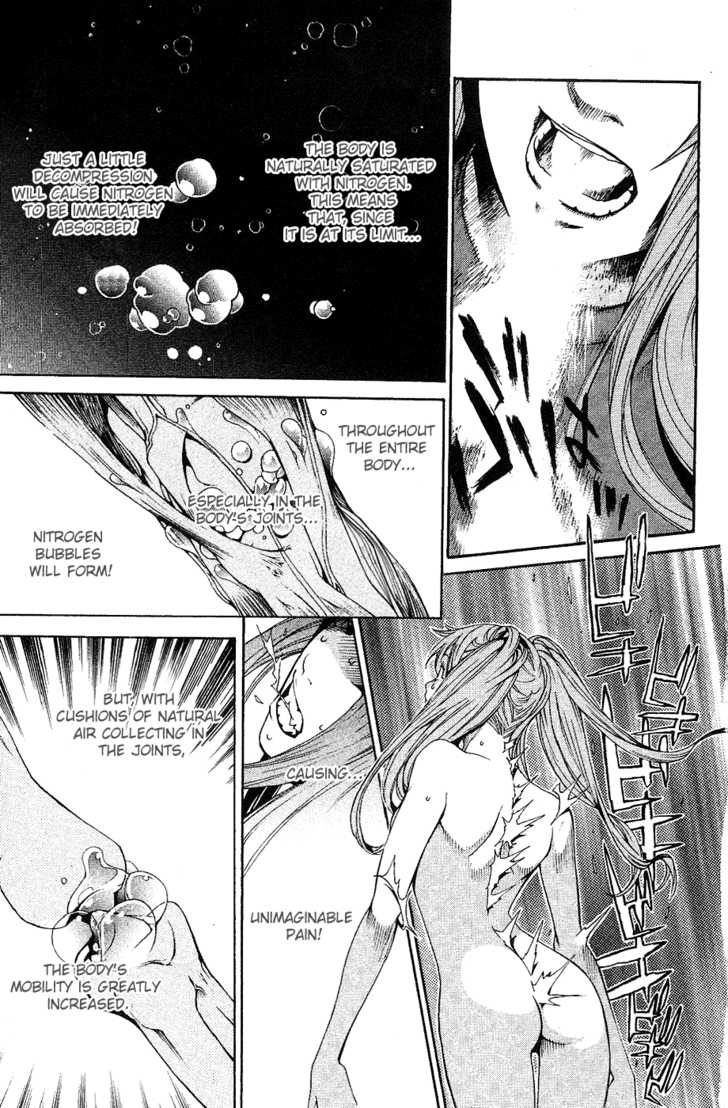 THE BODY IS
NATURALLY SATURATED
WITH NITROGEN.
THIS MEANS
THAT, SINCE
IT IS AT ITS LIMIT...
JUST A LITTLE
DECOMPRESSION
WILL CAUSE NITROGEN
TO BE IMMEDIATELY
ABSORBED!
THROUGHOUT
THE ENTIRE
BODY...
ESPECIALLY IN THE
BODY'S JOINTS...
NITROGEN
BUBBLES
WILL FORM!
CAUSING...
UNIMAGINABLE
PAIN!
BUT, WITH
CUSHIONS OF NATURAL
AIR COLLECTING IN
THE JOINTS,
THE BODY'S
MOBILITY IS GREATLY
INCREASED.